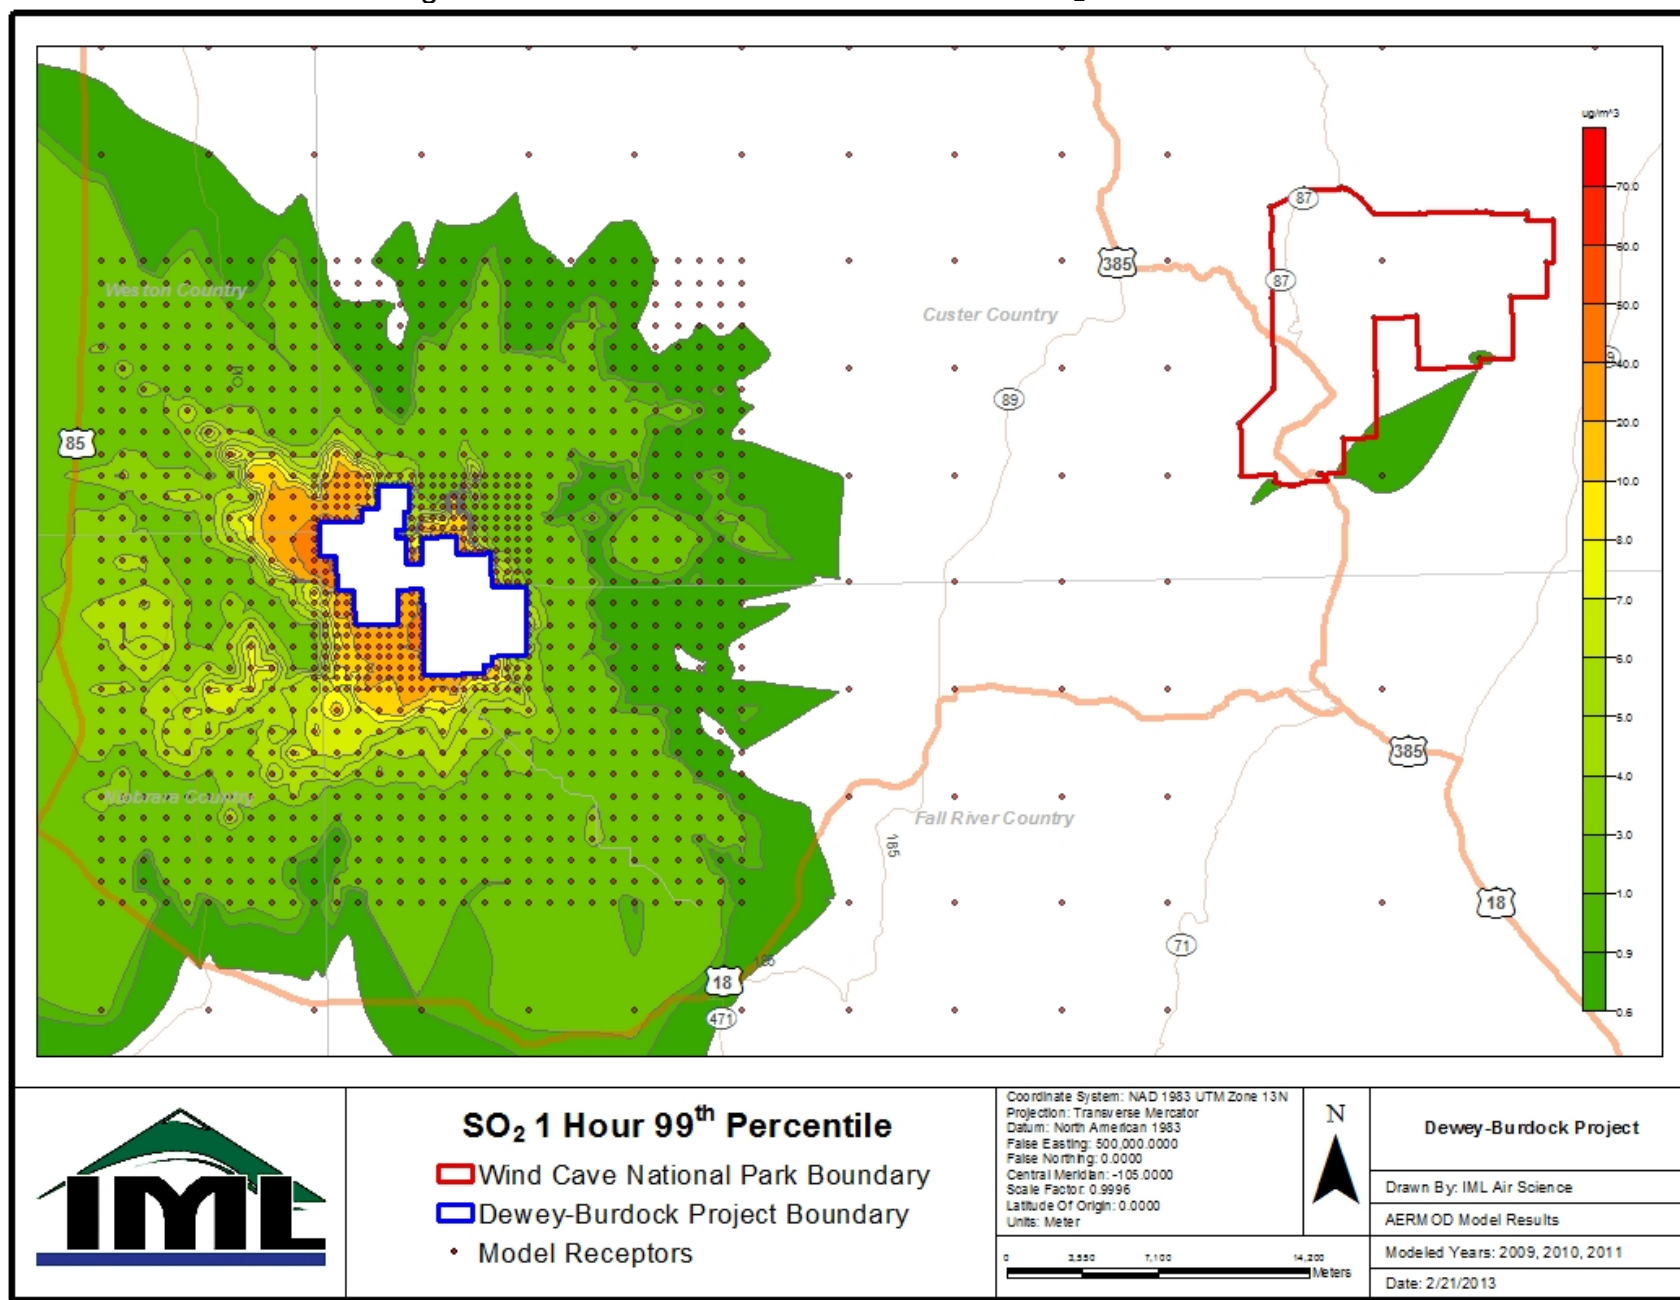 ug/m^3
70.0
60.0
50.0
40.0
20.0
10.0
8.0
7.0
6.0
5.0
4.0
3.0
1.0
0.9
0.6
87
385
87
Weston Country
Custer Country
89
85
385
Niobrara Country
Fall River Country
185
18
71
185
18
471
IML
SO₂ 1 Hour 99th Percentile
Wind Cave National Park Boundary
Dewey-Burdock Project Boundary
Model Receptors
Coordinate System: NAD 1983 UTM Zone 13N
Projection: Transverse Mercator
Datum: North American 1983
False Easting: 500,000.0000
False Northing: 0.0000
Central Meridian: -105.0000
Scale Factor: 0.9996
Latitude Of Origin: 0.0000
Units: Meter
0 3,550 7,100 14,200
Meters
N
Dewey-Burdock Project
Drawn By: IML Air Science
AERMOD Model Results
Modeled Years: 2009, 2010, 2011
Date: 2/21/2013